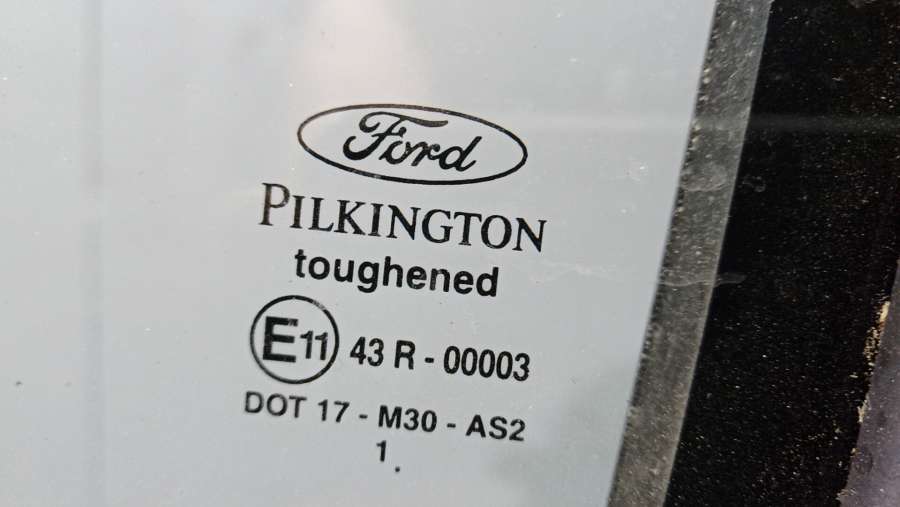 Ford
PILKINGTON
toughened
E11 43 R - 00003
DOT 17 - M30 - AS2
1 .